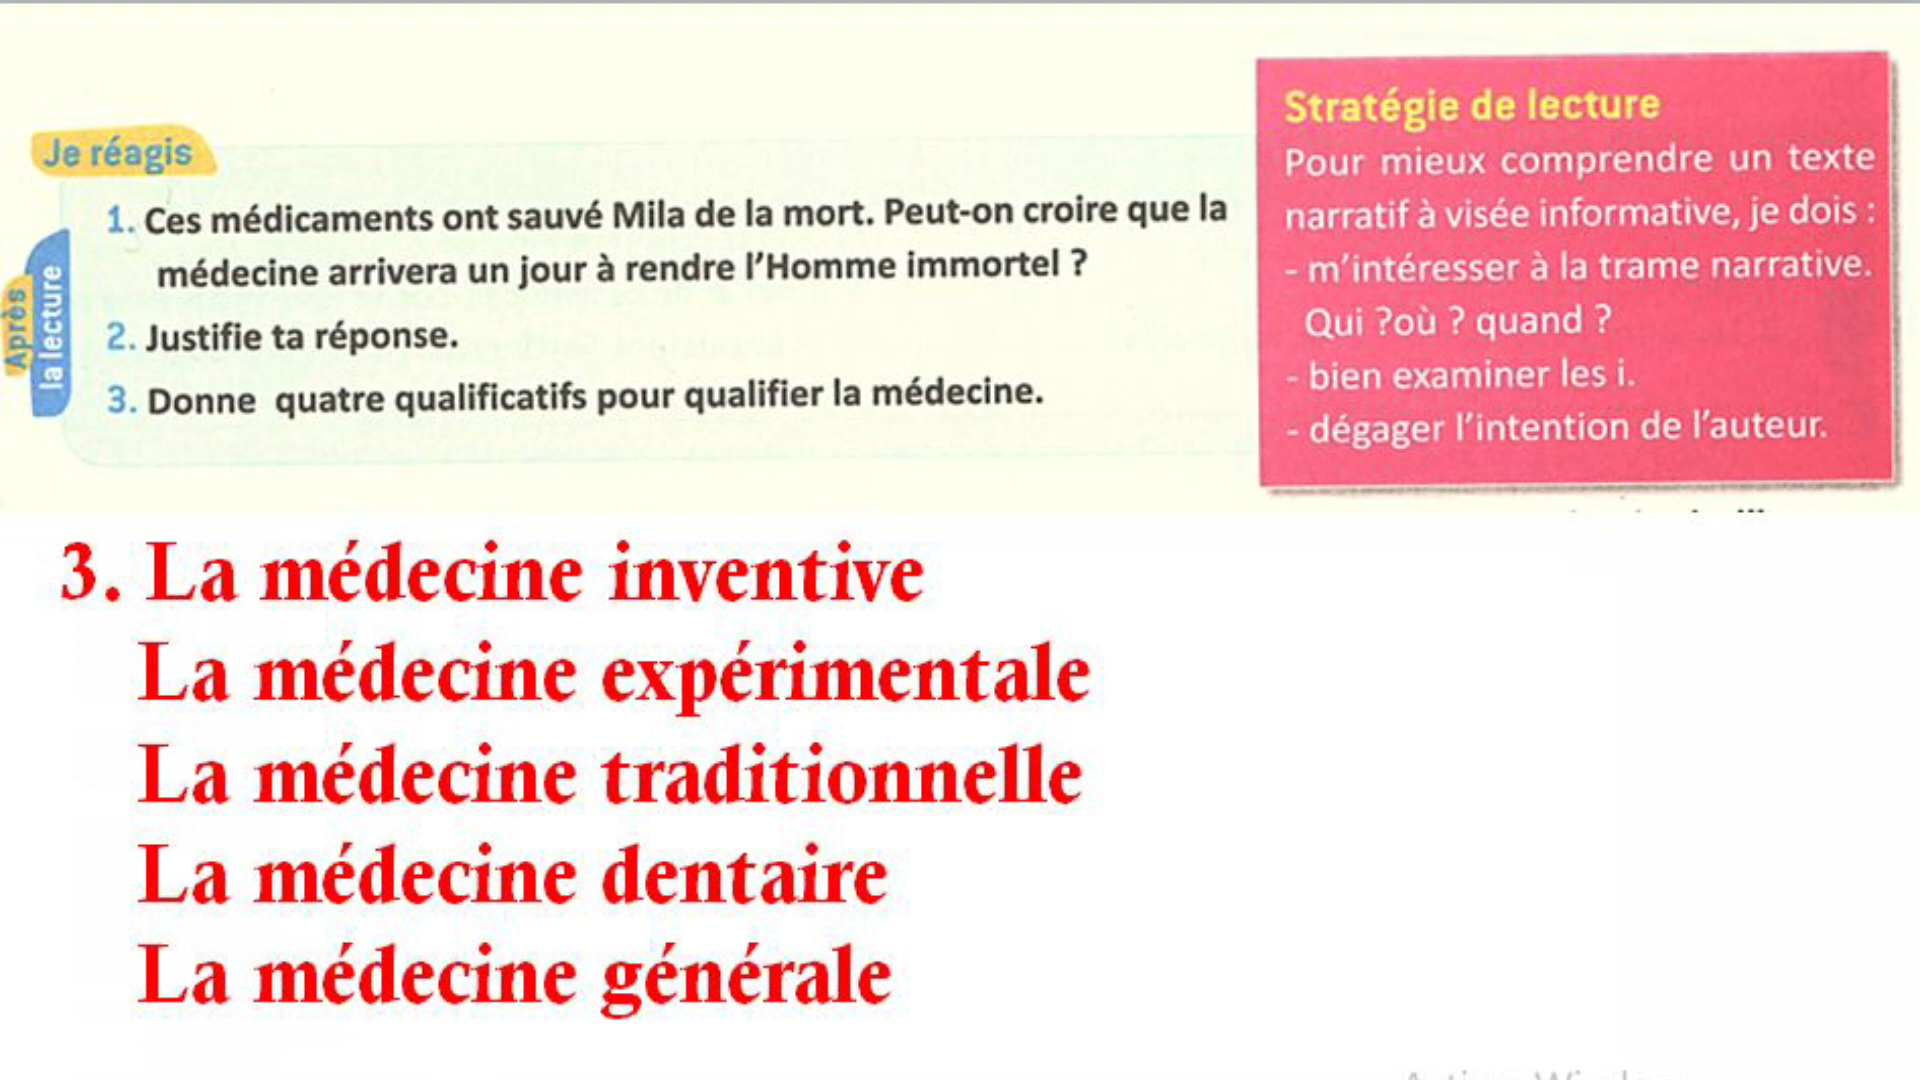 Je réagis
1. Ces médicaments ont sauvé Mila de la mort. Peut-on croire que la
médecine arrivera un jour à rendre l'Homme immortel ?
2. Justifie ta réponse.
3. Donne quatre qualificatifs pour qualifier la médecine.
Après
la lecture
Stratégie de lecture
Pour mieux comprendre un texte
narratif à visée informative, je dois :
- m'intéresser à la trame narrative.
Qui ?où ? quand ?
- bien examiner les i.
- dégager l'intention de l'auteur.
3. La médecine inventive
La médecine expérimentale
La médecine traditionnelle
La médecine dentaire
La médecine générale